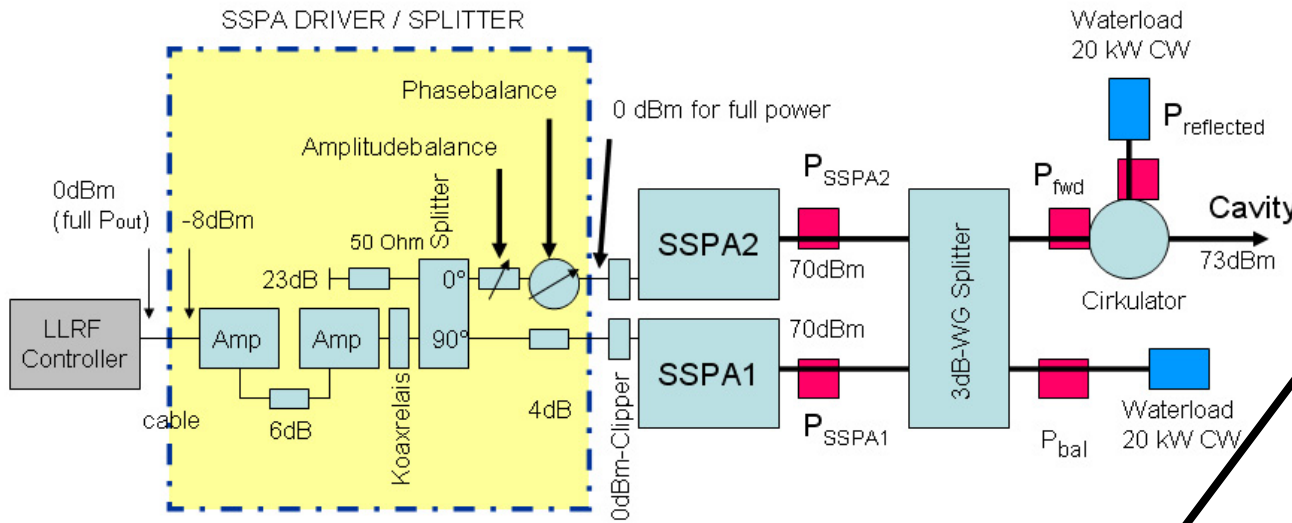 SSPA DRIVER / SPLITTER
Waterload
20 kW CW
Phasebalance
0 dBm for full power
Preflected
Amplitudebalance
PSSPA2
Pfwd
0dBm
(full Pout)
-8dBm
Splitter
Cavity
50 Ohm
SSPA2
23dB
0°
70dBm
73dBm
Cirkulator
LLRF
Controller
Amp
Amp
90°
70dBm
SSPA1
3dB-WG Splitter
cable
6dB
Koaxrelais
4dB
0dBm-Clipper
PSSPA1
Pbal
Waterload
20 kW CW